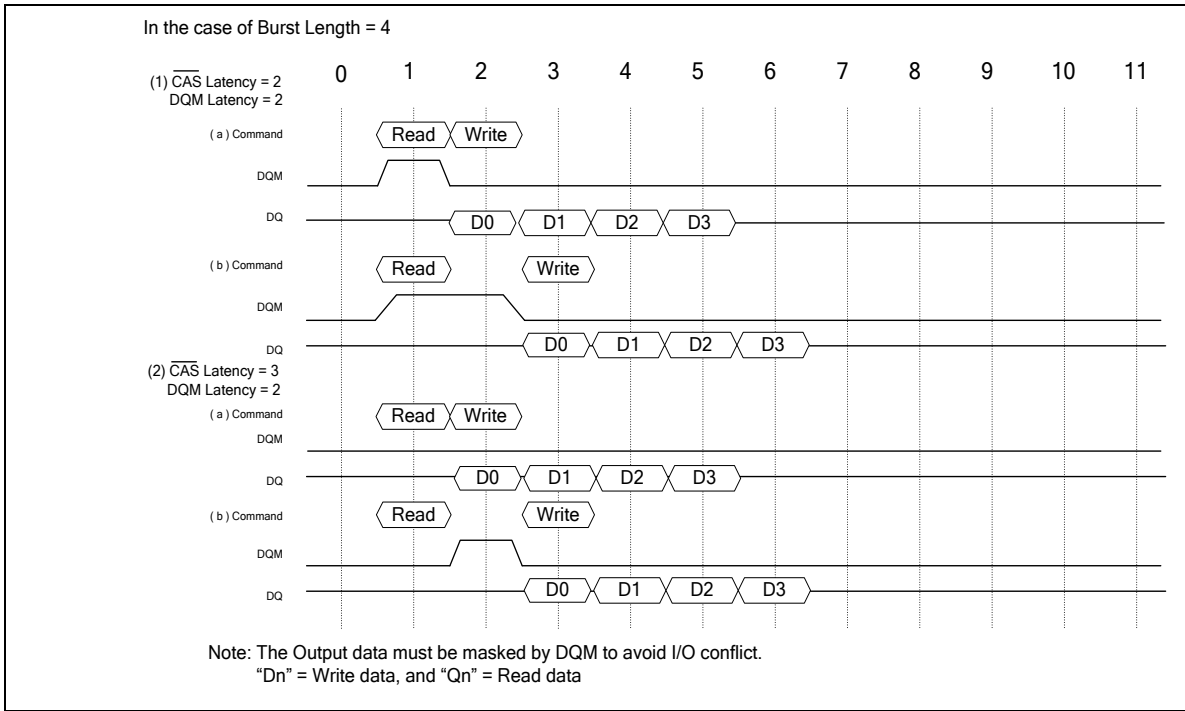 In the case of Burst Length = 4
0 1 2 3 4 5 6 7 8 9 10 11
(1) CAS Latency = 2
DQM Latency = 2
( a ) Command Read Write
DQM
DQ D0 D1 D2 D3
( b ) Command Read Write
DQM
DQ D0 D1 D2 D3
(2) CAS Latency = 3
DQM Latency = 2
( a ) Command Read Write
DQM
DQ D0 D1 D2 D3
( b ) Command Read Write
DQM
DQ D0 D1 D2 D3
Note: The Output data must be masked by DQM to avoid I/O conflict.
“Dn” = Write data, and “Qn” = Read data